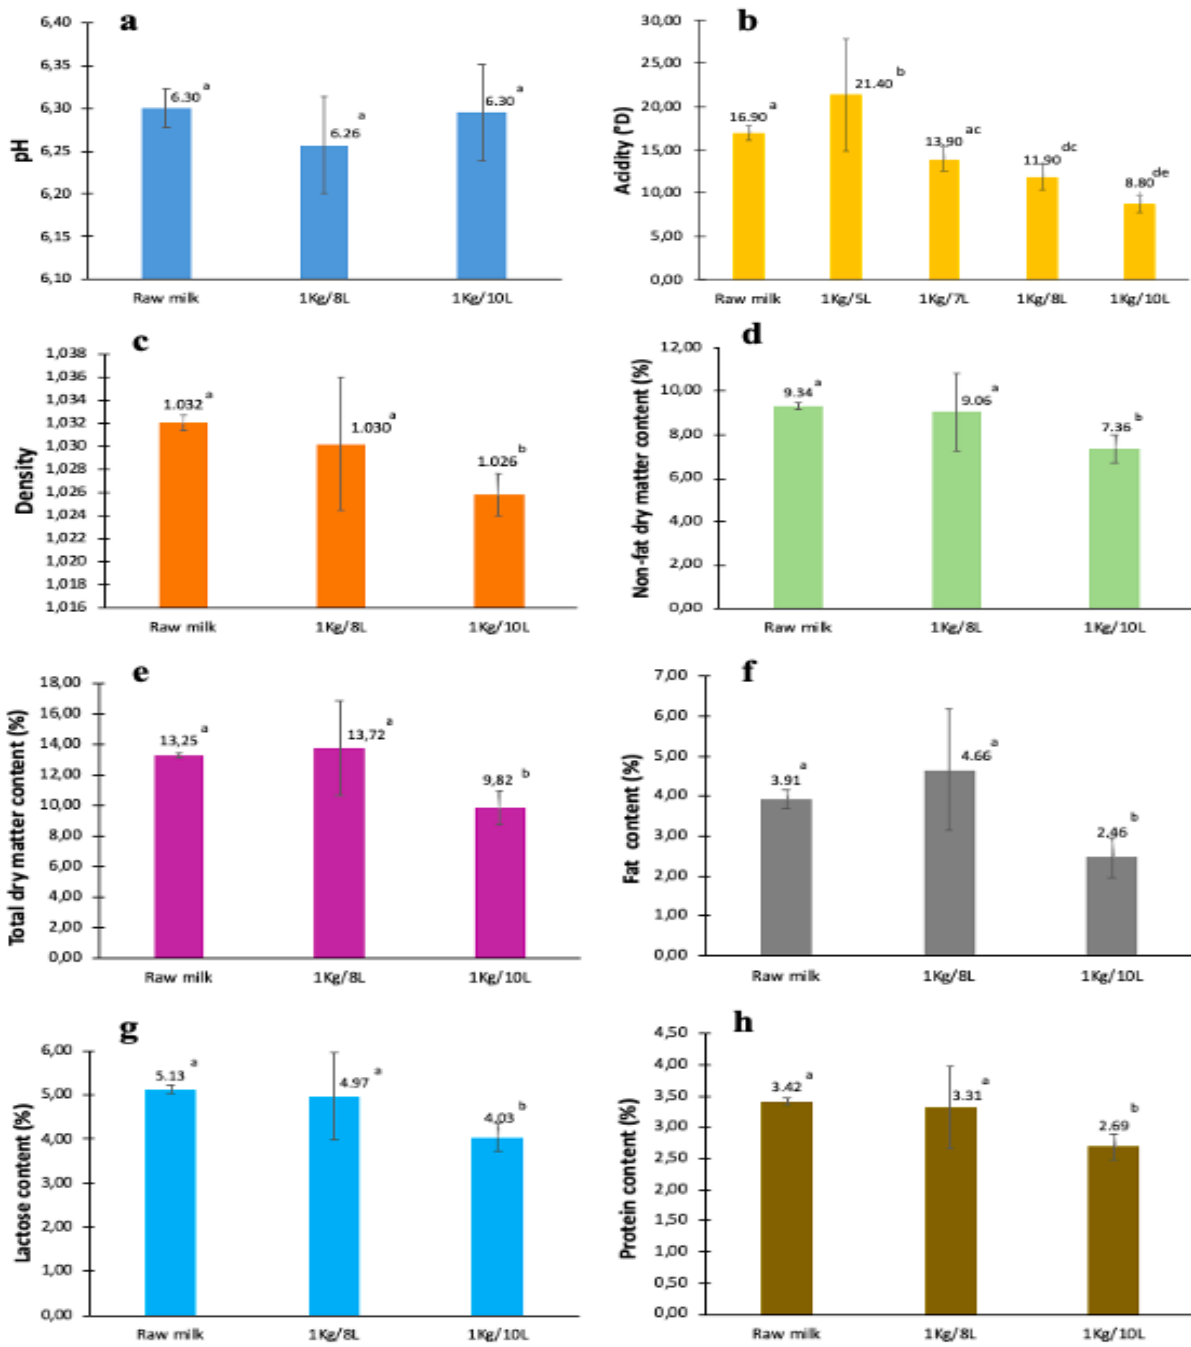 a
6,40
6,35
6,30
6,25
6,20
6,15
6,10
pH
6.30 a
6.26 a
6.30 a
Raw milk 1Kg/8L 1Kg/10L
b
30,00
25,00
20,00
15,00
10,00
5,00
0,00
Acidity (°D)
16.90 a
21.40 b
13,90 ac
11,90 dc
8.80 de
Raw milk 1Kg/5L 1Kg/7L 1Kg/8L 1Kg/10L
c
1,038
1,036
1,034
1,032
1,030
1,028
1,026
1,024
1,022
1,020
1,018
1,016
Density
1.032 a
1.030 a
1.026 b
Raw milk 1Kg/8L 1Kg/10L
d
12,00
10,00
8,00
6,00
4,00
2,00
0,00
Non-fat dry matter content (%)
9.34 a
9.06 a
7.36 b
Raw milk 1Kg/8L 1Kg/10L
e
18,00
16,00
14,00
12,00
10,00
8,00
6,00
4,00
2,00
0,00
Total dry matter content (%)
13,25 a
13,72 a
9,82 b
Raw milk 1Kg/8L 1Kg/10L
f
7,00
6,00
5,00
4,00
3,00
2,00
1,00
0,00
Fat content (%)
3.91 a
4.66 a
2.46 b
Raw milk 1Kg/8L 1Kg/10L
g
6,00
5,00
4,00
3,00
2,00
1,00
0,00
Lactose content (%)
5.13 a
4.97 a
4.03 b
Raw milk 1Kg/8L 1Kg/10L
h
4,50
4,00
3,50
3,00
2,50
2,00
1,50
1,00
0,50
0,00
Protein content (%)
3.42 a
3.31 a
2.69 b
Raw milk 1Kg/8L 1Kg/10L